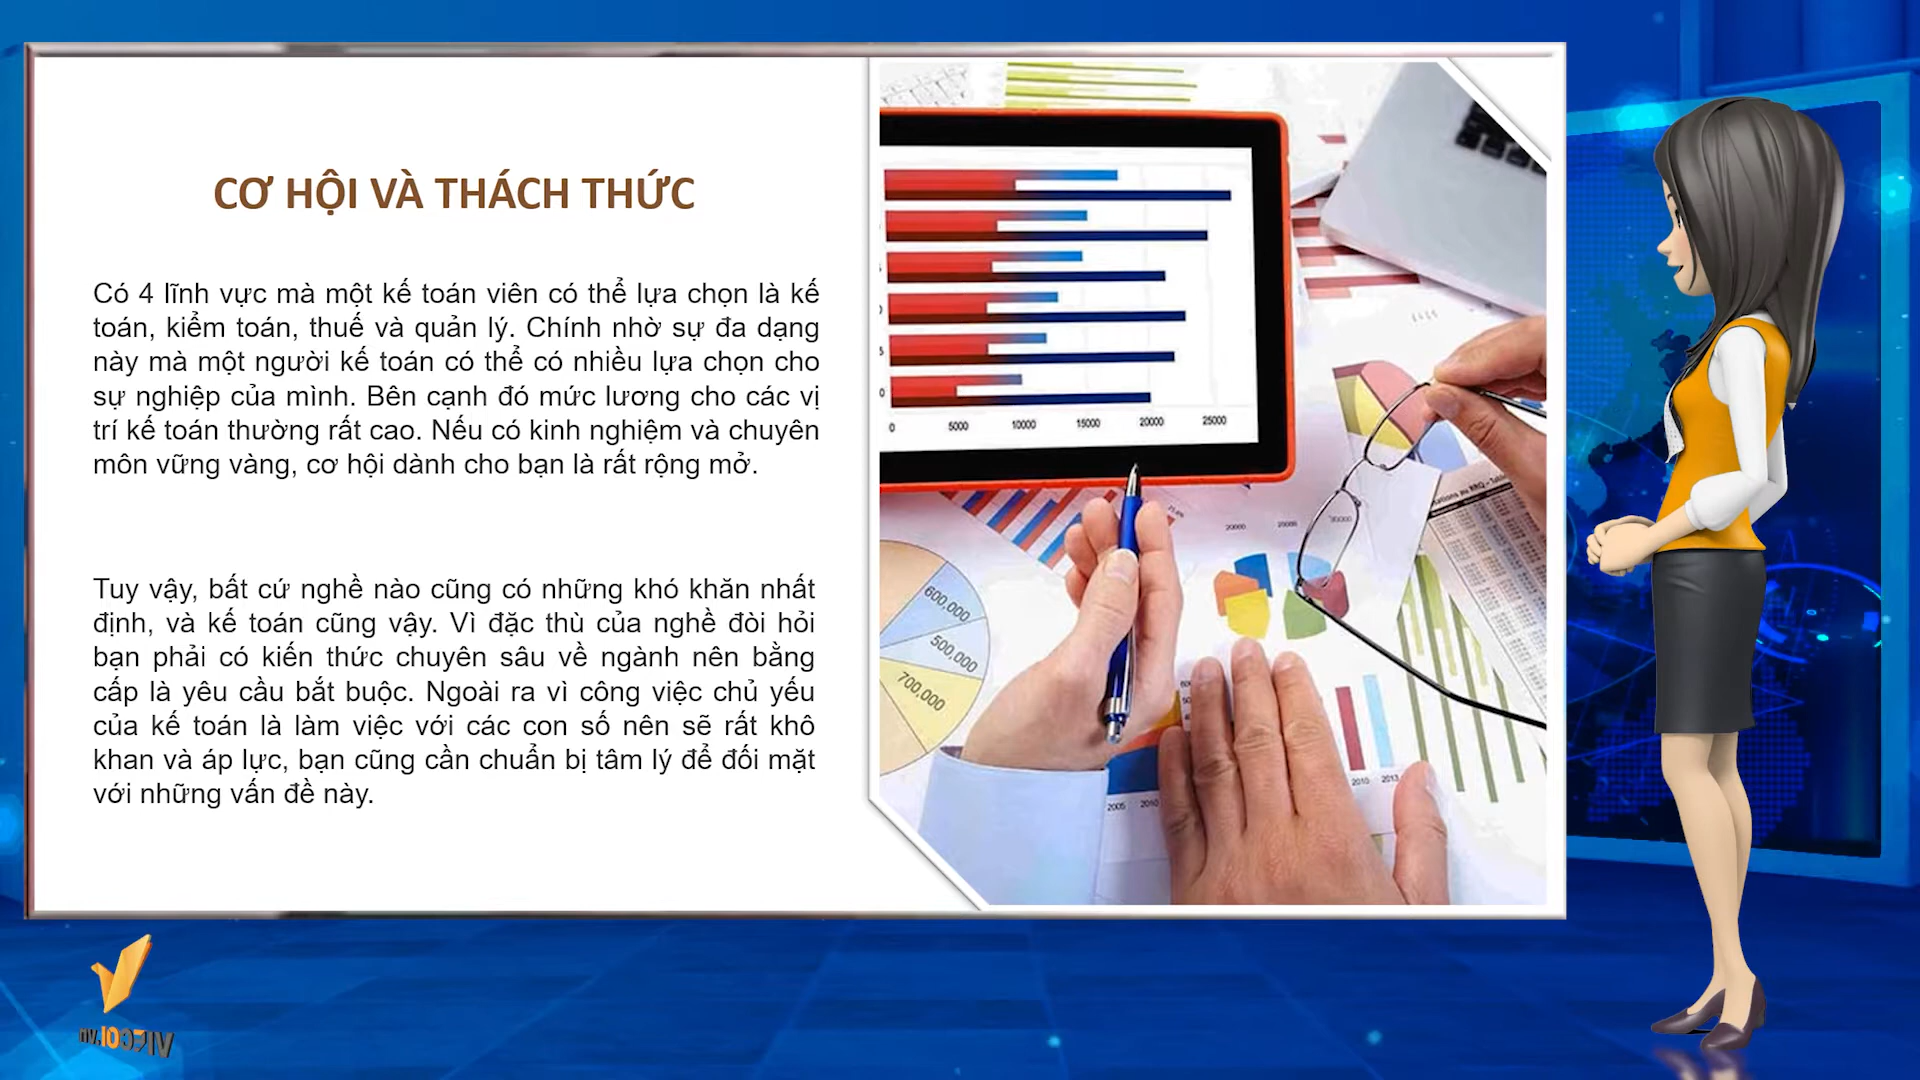 CƠ HỘI VÀ THÁCH THỨC
Có 4 lĩnh vực mà một kế toán viên có thể lựa chọn là kế
toán, kiểm toán, thuế và quản lý. Chính nhờ sự đa dạng
này mà một người kế toán có thể có nhiều lựa chọn cho
sự nghiệp của mình. Bên cạnh đó mức lương cho các vị
trí kế toán thường rất cao. Nếu có kinh nghiệm và chuyên
môn vững vàng, cơ hội dành cho bạn là rất rộng mở.
Tuy vậy, bất cứ nghề nào cũng có những khó khăn nhất
định, và kế toán cũng vậy. Vì đặc thù của nghề đòi hỏi
bạn phải có kiến thức chuyên sâu về ngành nên bằng
cấp là yêu cầu bắt buộc. Ngoài ra vì công việc chủ yếu
của kế toán là làm việc với các con số nên sẽ rất khô
khan và áp lực, bạn cũng cần chuẩn bị tâm lý để đối mặt
với những vấn đề này.
0 5000 10000 15000 20000 25000
600,000
500,000
700,000
2010 2013
2005 2010
VIECOI.vn